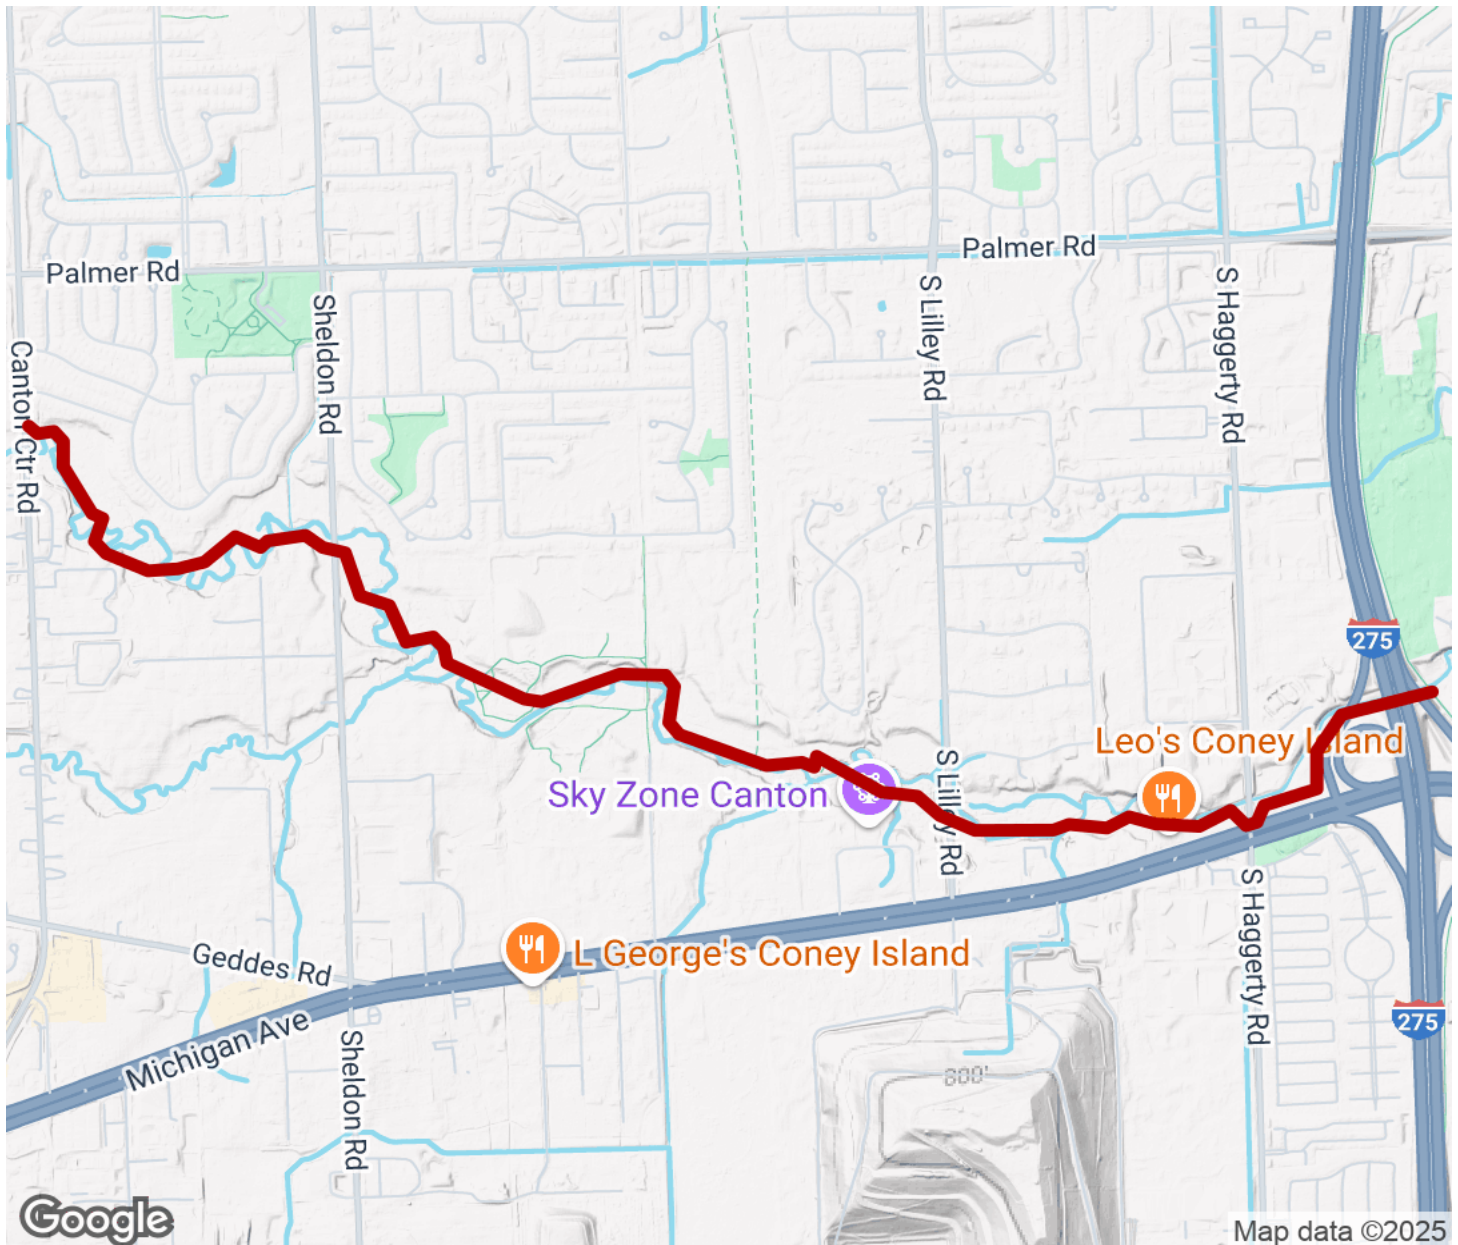 Palmer Rd
Palmer Rd
Sheldon Rd
S Lilley Rd
S Haggerty Rd
Canton Ctr Rd
275
Leo's Coney Island
Sky Zone Canton
S Lilley Rd
S Haggerty Rd
L George's Coney Island
Geddes Rd
Michigan Ave
Sheldon Rd
275
800'
Google
Map data ©2025